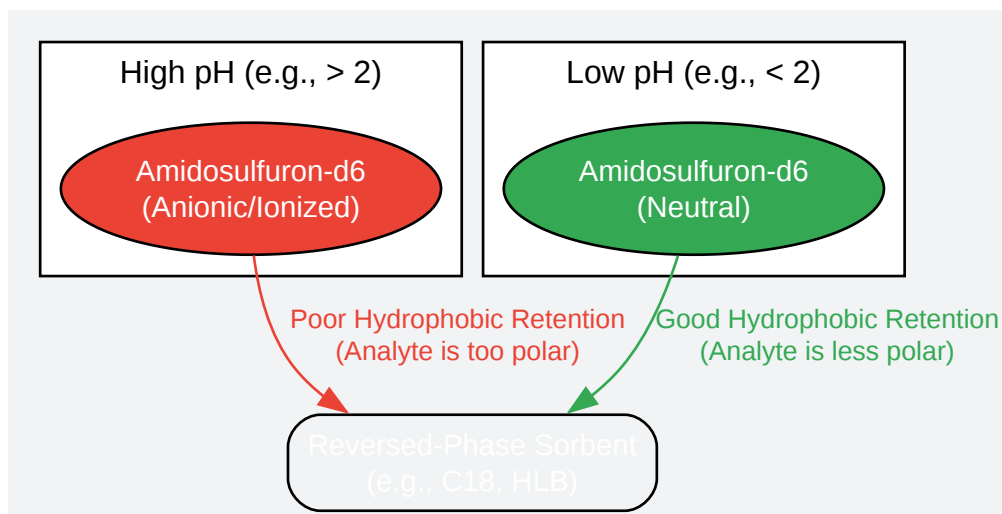 High pH (e.g., > 2)
Low pH (e.g., < 2)
Amidosulfuron-d6
(Anionic/Ionized)
Amidosulfuron-d6
(Neutral)
Poor Hydrophobic Retention
(Analyte is too polar)
Good Hydrophobic Retention
(Analyte is less polar)
Reversed-Phase Sorbent
(e.g., C18, HLB)